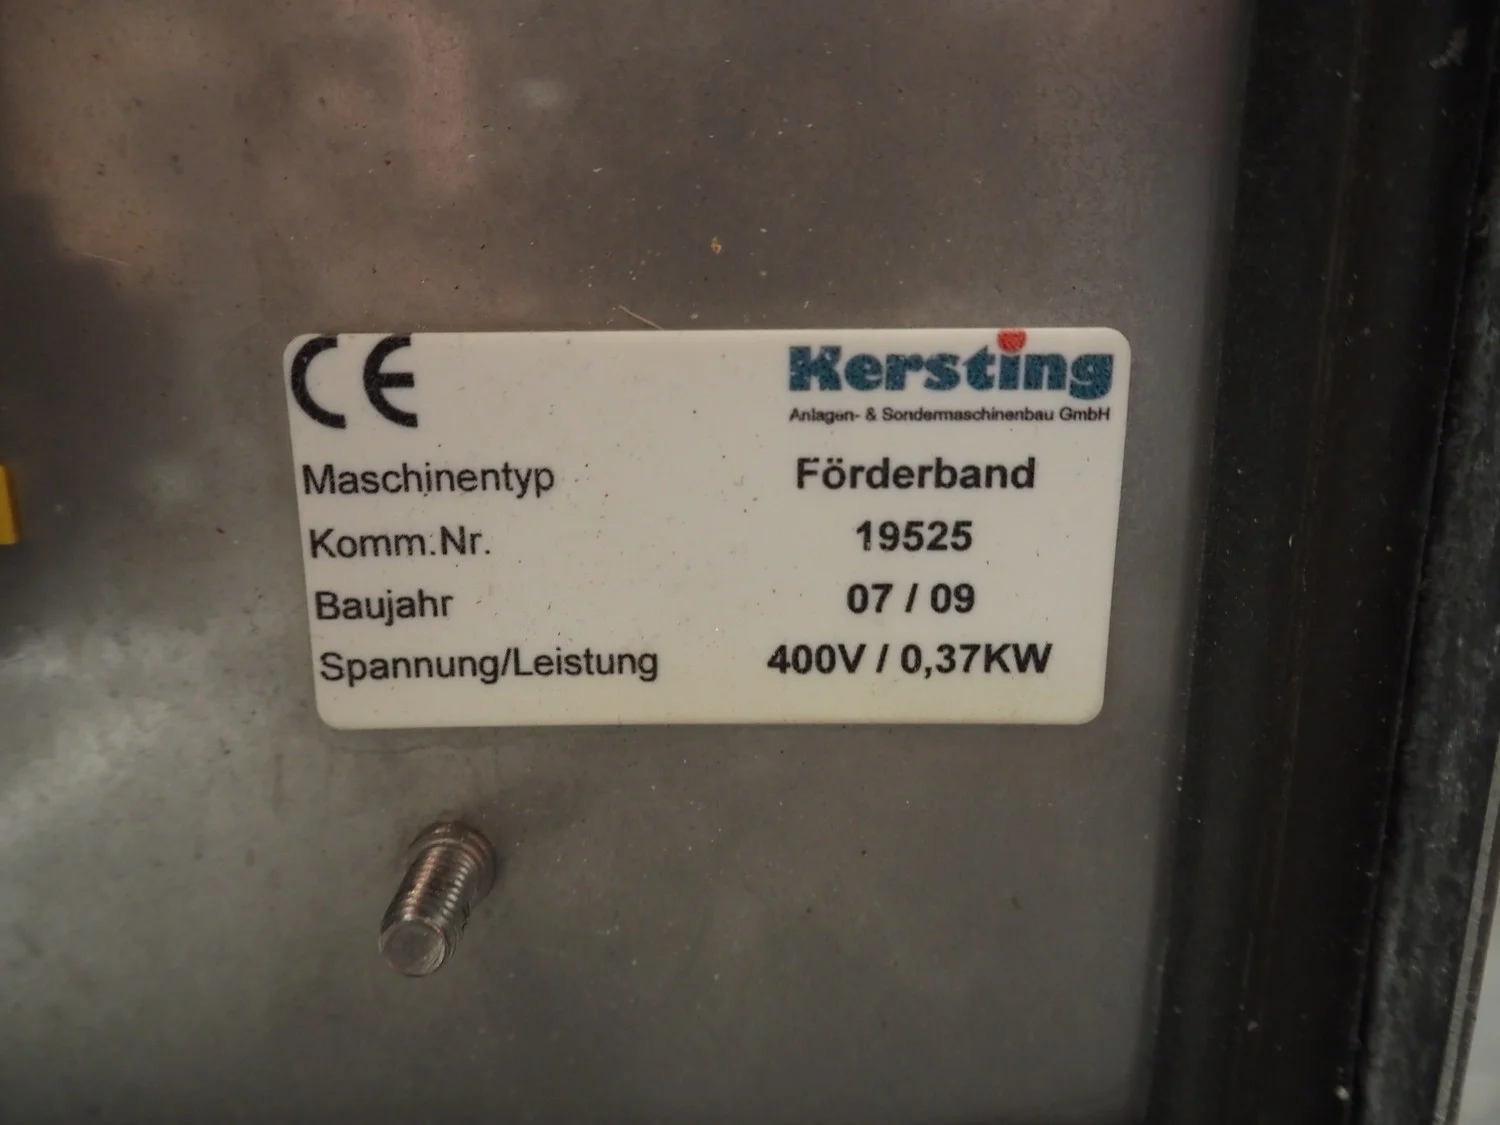 CE
Kersting
Anlagen- & Sondermaschinenbau GmbH
Maschinentyp Förderband
Komm.Nr. 19525
Baujahr 07 / 09
Spannung/Leistung 400V / 0,37KW